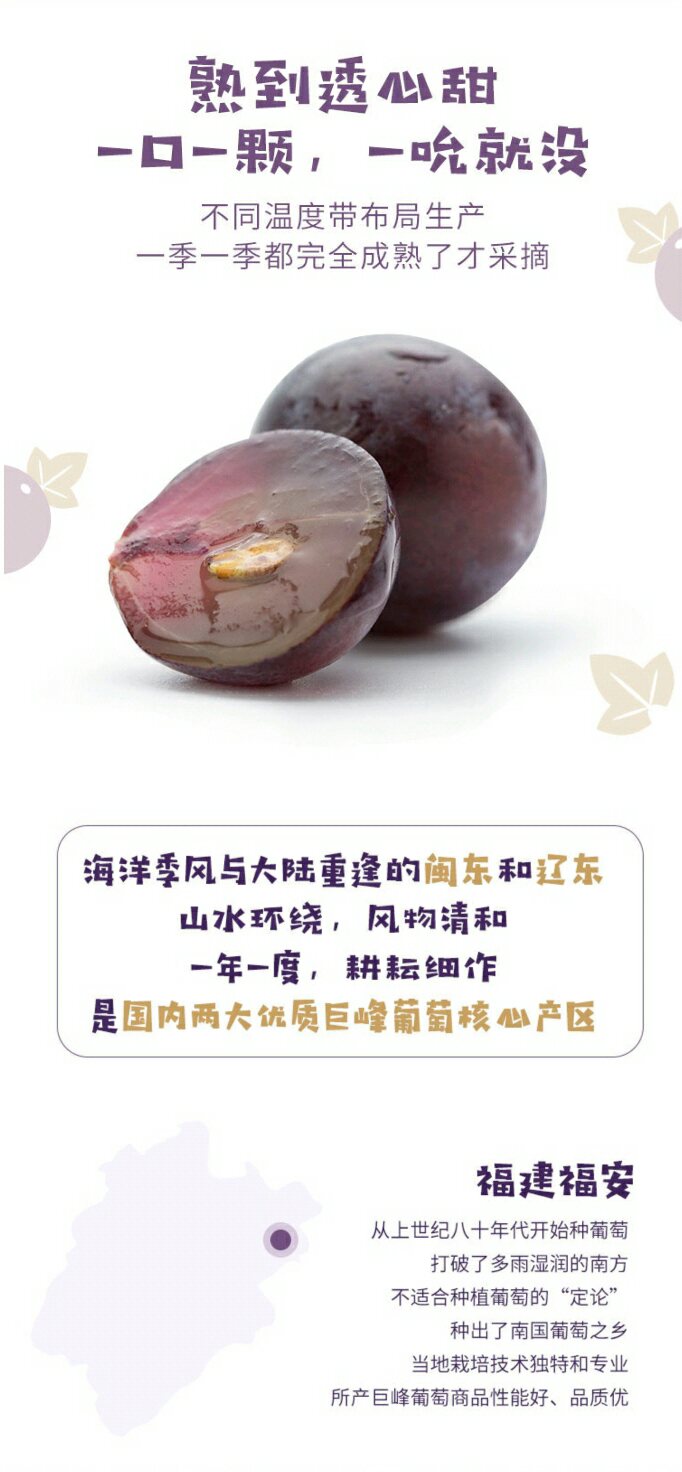 熟到透心甜
一口一颗，一吮就没
不同温度带布局生产
一季一季都完全成熟了才采摘
海洋季风与大陆重逢的闽东和辽东
山水环绕，风物清和
一年一度，耕耘细作
是国内两大优质巨峰葡萄核心产区
福建福安
从上世纪八十年代开始种葡萄
打破了多雨湿润的南方
不适合种植葡萄的“定论”
种出了南国葡萄之乡
当地栽培技术独特和专业
所产巨峰葡萄商品性能好、品质优